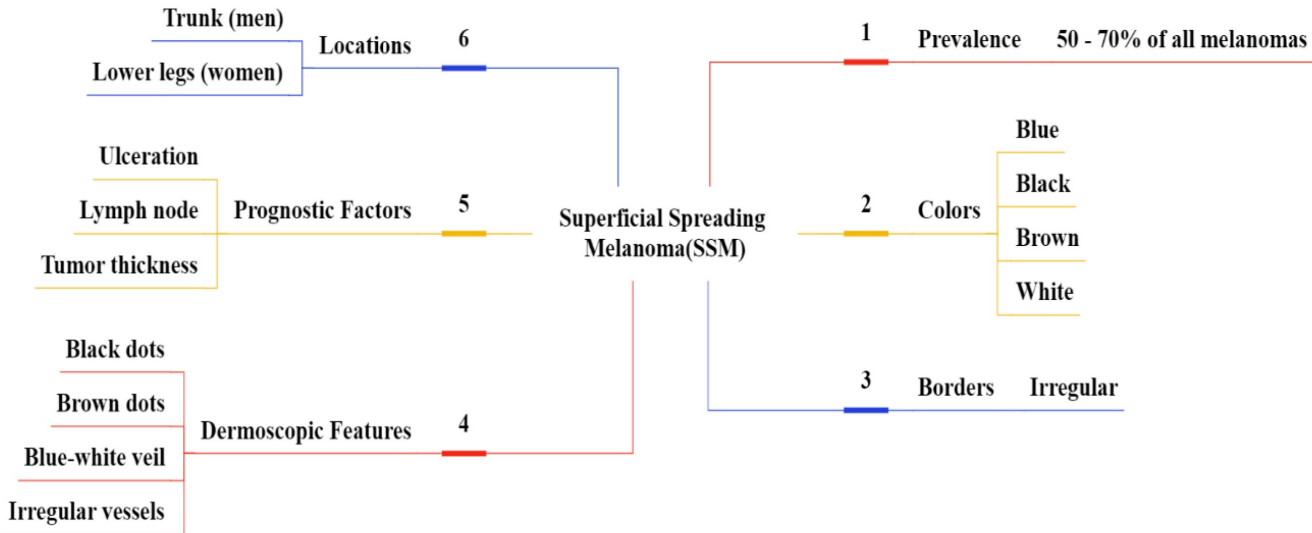 Superficial Spreading
Melanoma(SSM)
1 Prevalence 50 - 70% of all melanomas
2 Colors
Blue
Black
Brown
White
3 Borders Irregular
4 Dermoscopic Features
Black dots
Brown dots
Blue-white veil
Irregular vessels
5 Prognostic Factors
Ulceration
Lymph node
Tumor thickness
6 Locations
Trunk (men)
Lower legs (women)